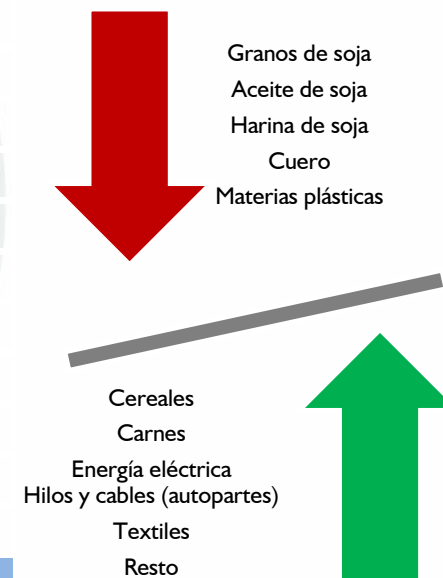 Granos de soja
Aceite de soja
Harina de soja
Cuero
Materias plásticas
Cereales
Carnes
Energía eléctrica
Hilos y cables (autopartes)
Textiles
Resto